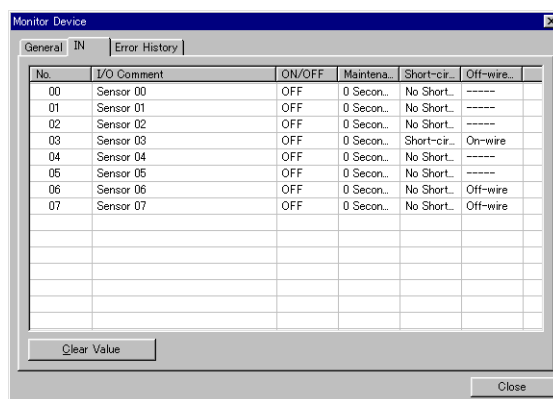 Monitor Device
General IN Error History
No. I/O Comment ON/OFF Maintena... Short-cir... Off-wire...
00 Sensor 00 OFF 0 Secon... No Short... -----
01 Sensor 01 OFF 0 Secon... No Short... -----
02 Sensor 02 OFF 0 Secon... No Short... -----
03 Sensor 03 OFF 0 Secon... Short-cir... On-wire
04 Sensor 04 OFF 0 Secon... No Short... -----
05 Sensor 05 OFF 0 Secon... No Short... -----
06 Sensor 06 OFF 0 Secon... No Short... Off-wire
07 Sensor 07 OFF 0 Secon... No Short... Off-wire
Clear Value
Close